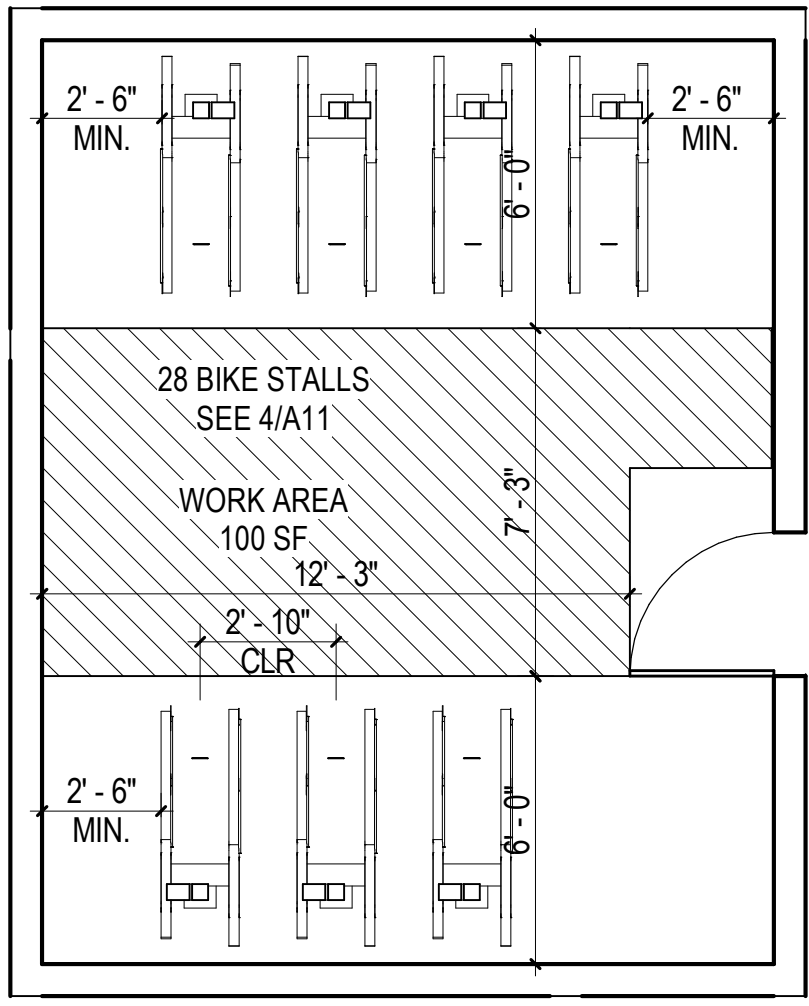 2' - 6"
MIN.
2' - 6"
MIN.
6' - 0"
28 BIKE STALLS
SEE 4/A11
WORK AREA
100 SF
7' - 3"
12' - 3"
2' - 10"
CLR
2' - 6"
MIN.
6' - 0"